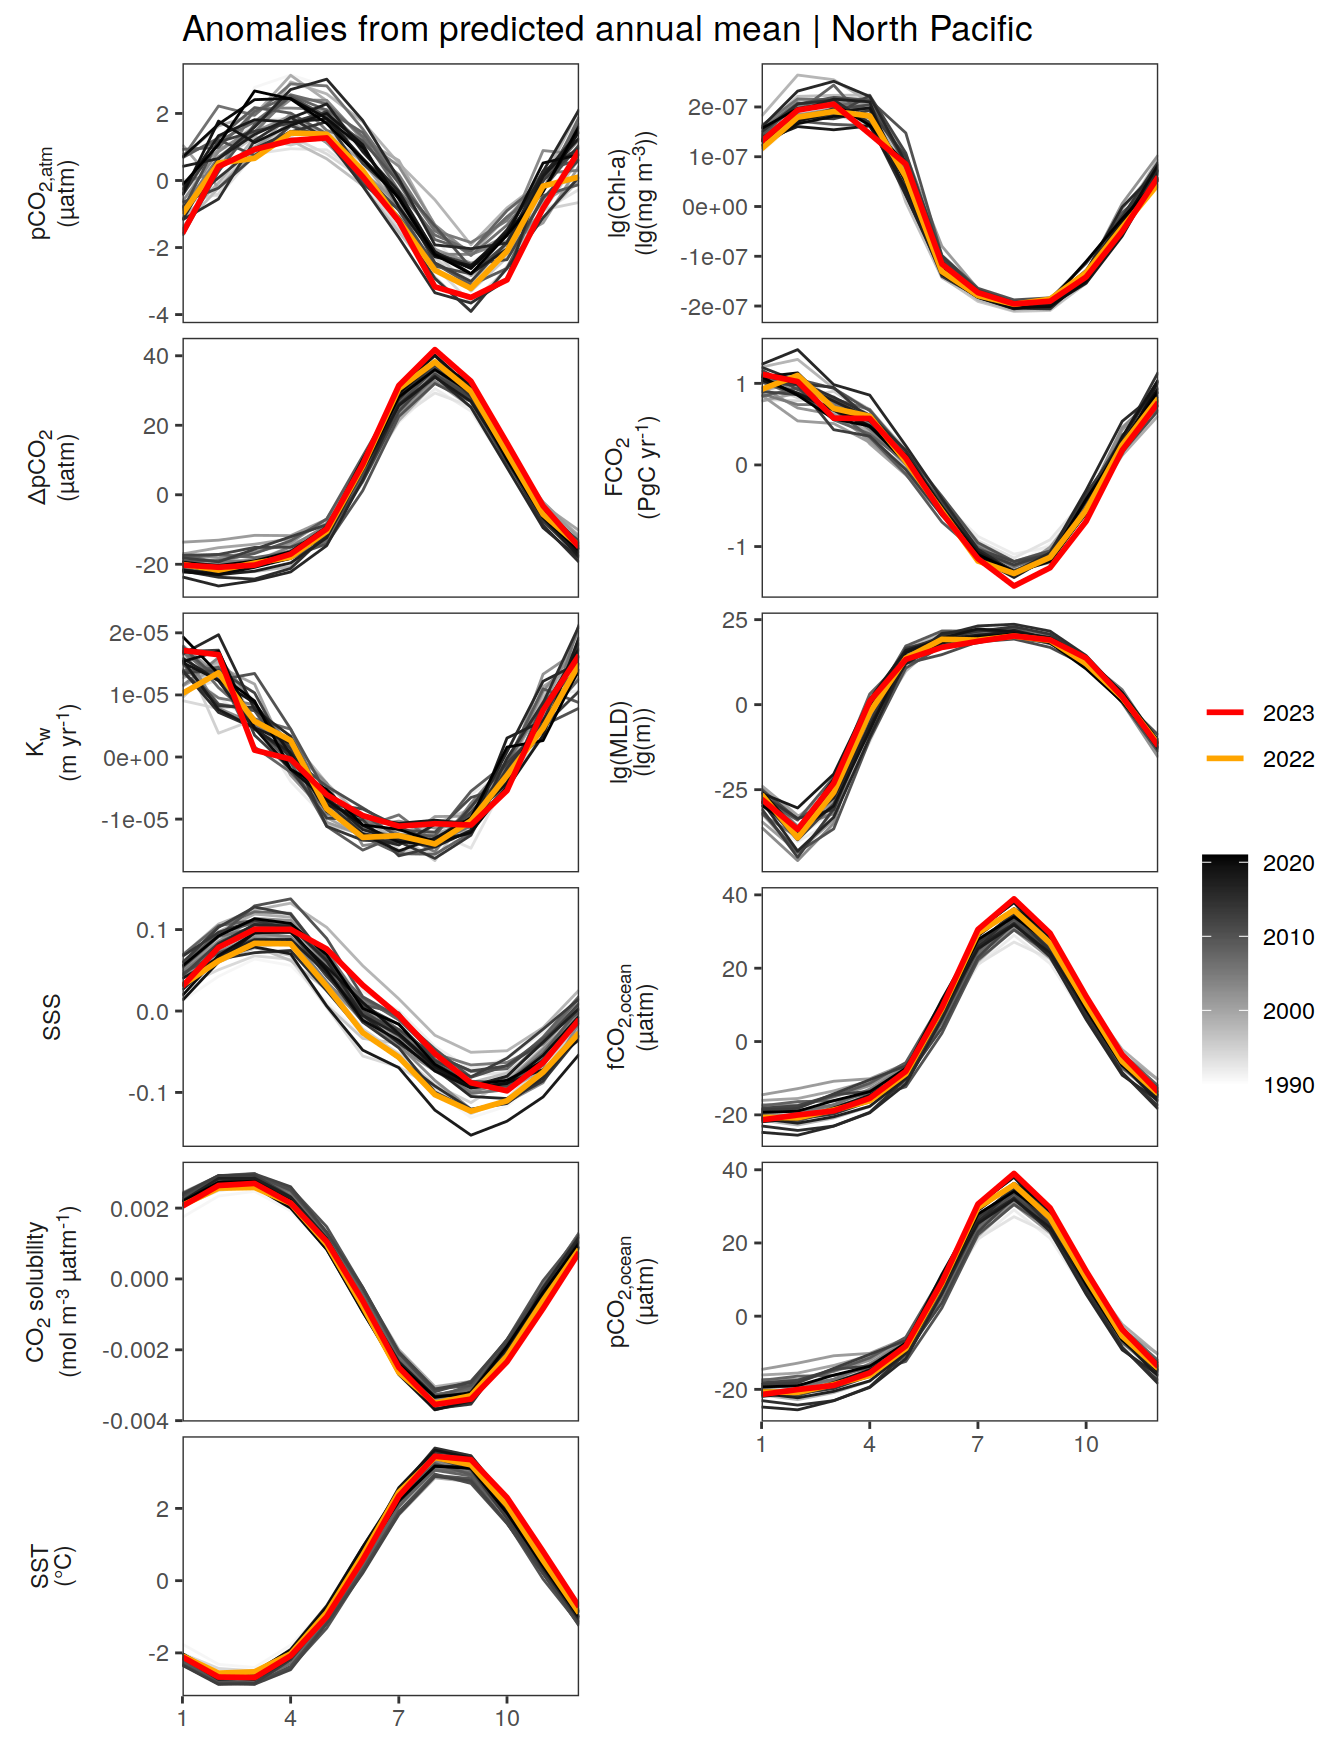 Anomalies from predicted annual mean | North Pacific
pCO2,atm
(µatm)
2
0
-2
-4
lg(Chl-a)
(lg(mg m-3))
2e-07
1e-07
0e+00
-1e-07
-2e-07
ΔpCO2
(µatm)
40
20
0
-20
FCO2
(PgC yr-1)
1
0
-1
Kw
(m yr-1)
2e-05
1e-05
0e+00
-1e-05
lg(MLD)
(lg(m))
25
0
-25
SSS
0.1
0.0
-0.1
fCO2,ocean
(µatm)
40
20
0
-20
CO2 solubility
(mol m-3 µatm-1)
0.002
0.000
-0.002
-0.004
pCO2,ocean
(µatm)
40
20
0
-20
1 4 7 10
SST
(°C)
2
0
-2
1 4 7 10
2023
2022
2020
2010
2000
1990